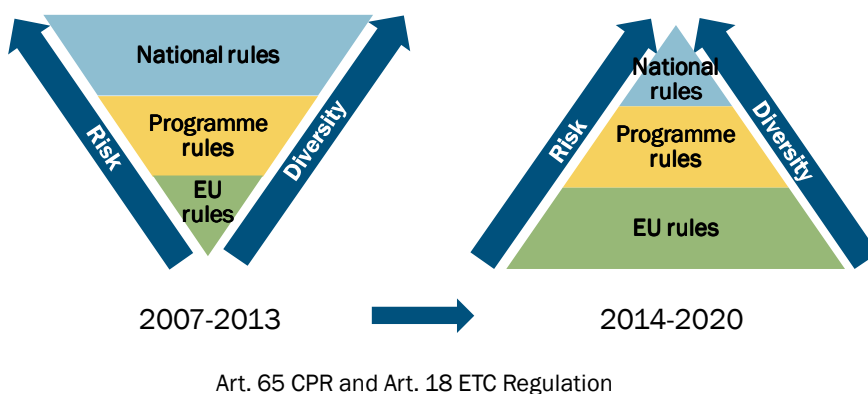 National rules
Programme
rules
EU
rules
Risk
Diversity
2007-2013
National
rules
Programme
rules
EU rules
Risk
Diversity
2014-2020
Art. 65 CPR and Art. 18 ETC Regulation